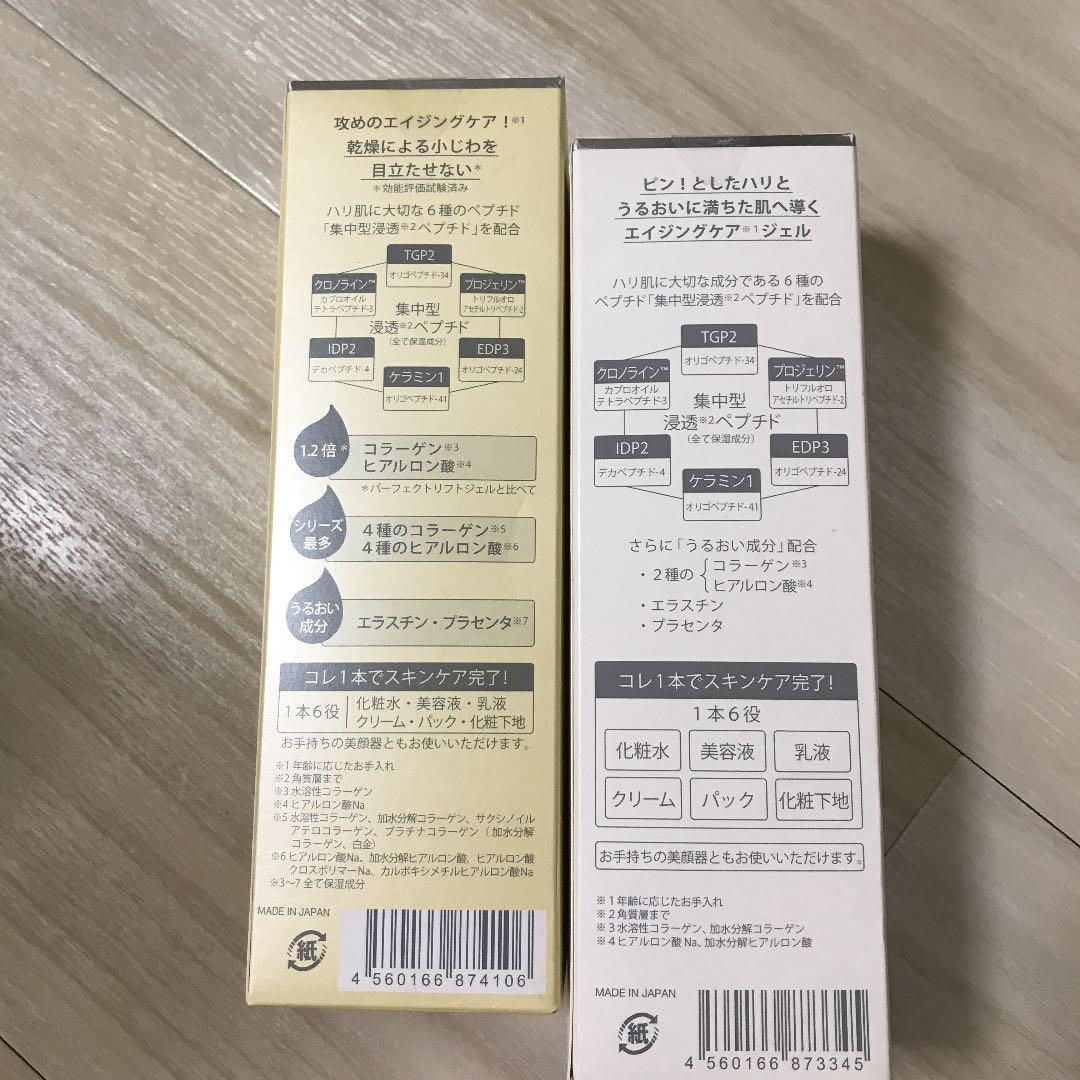 攻めのエイジングケア！※1
乾燥による小じわを
目立たせない*
*効能評価試験済み
ハリ肌に大切な６種のペプチド
「集中型浸透※2ペプチド」を配合
TGP2
オリゴペプチド-34
クロノライン™
カプロオイル
テトラペプチド-3
プロジェリン™
トリフルオロ
アセチルトリペプチド-2
集中型
浸透※2ペプチド
(全て保湿成分)
IDP2
デカペプチド-4
EDP3
オリゴペプチド-24
ケラミン1
オリゴペプチド-41
1.2倍*
コラーゲン※3
ヒアルロン酸※4
*パーフェクトリフトジェルと比べて
シリーズ
最多
４種のコラーゲン※5
４種のヒアルロン酸※6
うるおい
成分
エラスチン・プラセンタ※7
コレ１本でスキンケア完了！
１本６役
化粧水・美容液・乳液
クリーム・パック・化粧下地
お手持ちの美顔器ともお使いいただけます。
※1 年齢に応じたお手入れ
※2 角質層まで
※3 水溶性コラーゲン
※4 ヒアルロン酸Na
※5 水溶性コラーゲン、加水分解コラーゲン、サクシノイル
アテロコラーゲン、プラチナコラーゲン（加水分解
コラーゲン、白金）
※6 ヒアルロン酸Na、加水分解ヒアルロン酸、ヒアルロン酸
クロスポリマーNa、カルボキシメチルヒアルロン酸Na
※3〜7 全て保湿成分
MADE IN JAPAN
紙
4 560166 874106
ピン！としたハリと
うるおいに満ちた肌へ導く
エイジングケア※1ジェル
ハリ肌に大切な成分である６種の
ペプチド「集中型浸透※2ペプチド」を配合
TGP2
オリゴペプチド-34
クロノライン™
カプロオイル
テトラペプチド-3
プロジェリン™
トリフルオロ
アセチルトリペプチド-2
集中型
浸透※2ペプチド
(全て保湿成分)
IDP2
デカペプチド-4
EDP3
オリゴペプチド-24
ケラミン1
オリゴペプチド-41
さらに「うるおい成分」配合
・２種の{コラーゲン※3
ヒアルロン酸※4
・エラスチン
・プラセンタ
コレ１本でスキンケア完了！
１本６役
化粧水 美容液 乳液
クリーム パック 化粧下地
お手持ちの美顔器ともお使いいただけます。
※1 年齢に応じたお手入れ
※2 角質層まで
※3 水溶性コラーゲン、加水分解コラーゲン
※4 ヒアルロン酸 Na、加水分解ヒアルロン酸
MADE IN JAPAN
紙
4 560166 873345